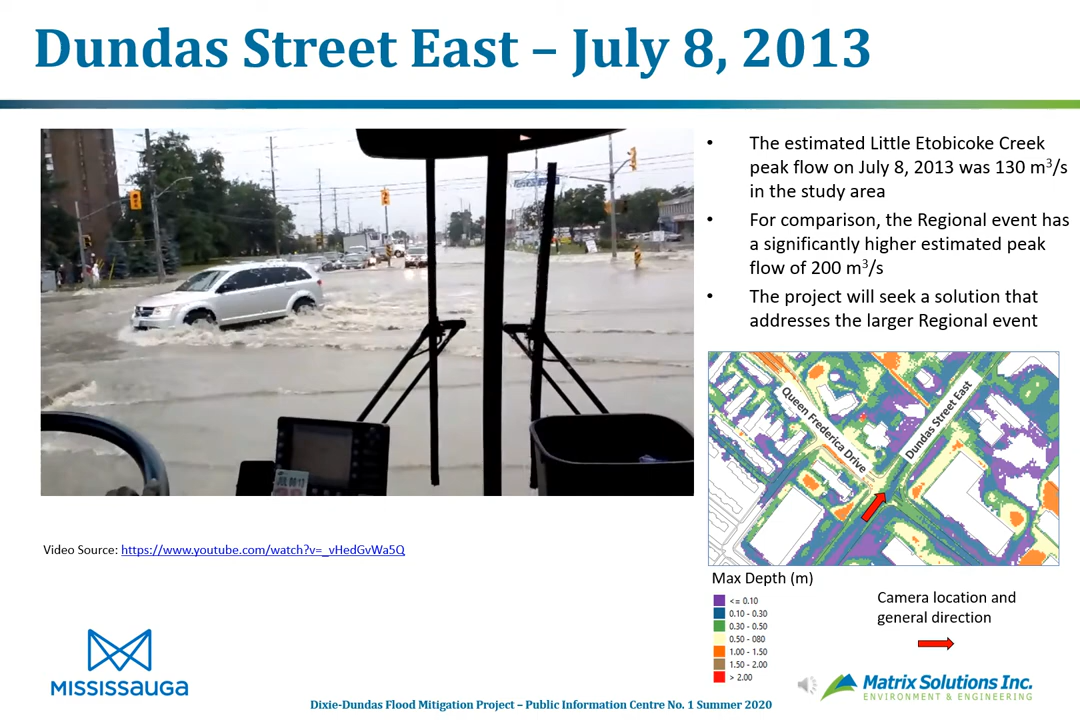 Dundas Street East – July 8, 2013
• The estimated Little Etobicoke Creek
peak flow on July 8, 2013 was 130 m³/s
in the study area
• For comparison, the Regional event has
a significantly higher estimated peak
flow of 200 m³/s
• The project will seek a solution that
addresses the larger Regional event
JUL 08 13
Queen Frederica Drive
Dundas Street East
Video Source: https://www.youtube.com/watch?v=_vHedGvWa5Q
Max Depth (m)
<= 0.10
0.10 - 0.30
0.30 - 0.50
0.50 - 080
1.00 - 1.50
1.50 - 2.00
> 2.00
Camera location and
general direction
MISSISSAUGA
Matrix Solutions Inc.
ENVIRONMENT & ENGINEERING
Dixie-Dundas Flood Mitigation Project – Public Information Centre No. 1 Summer 2020